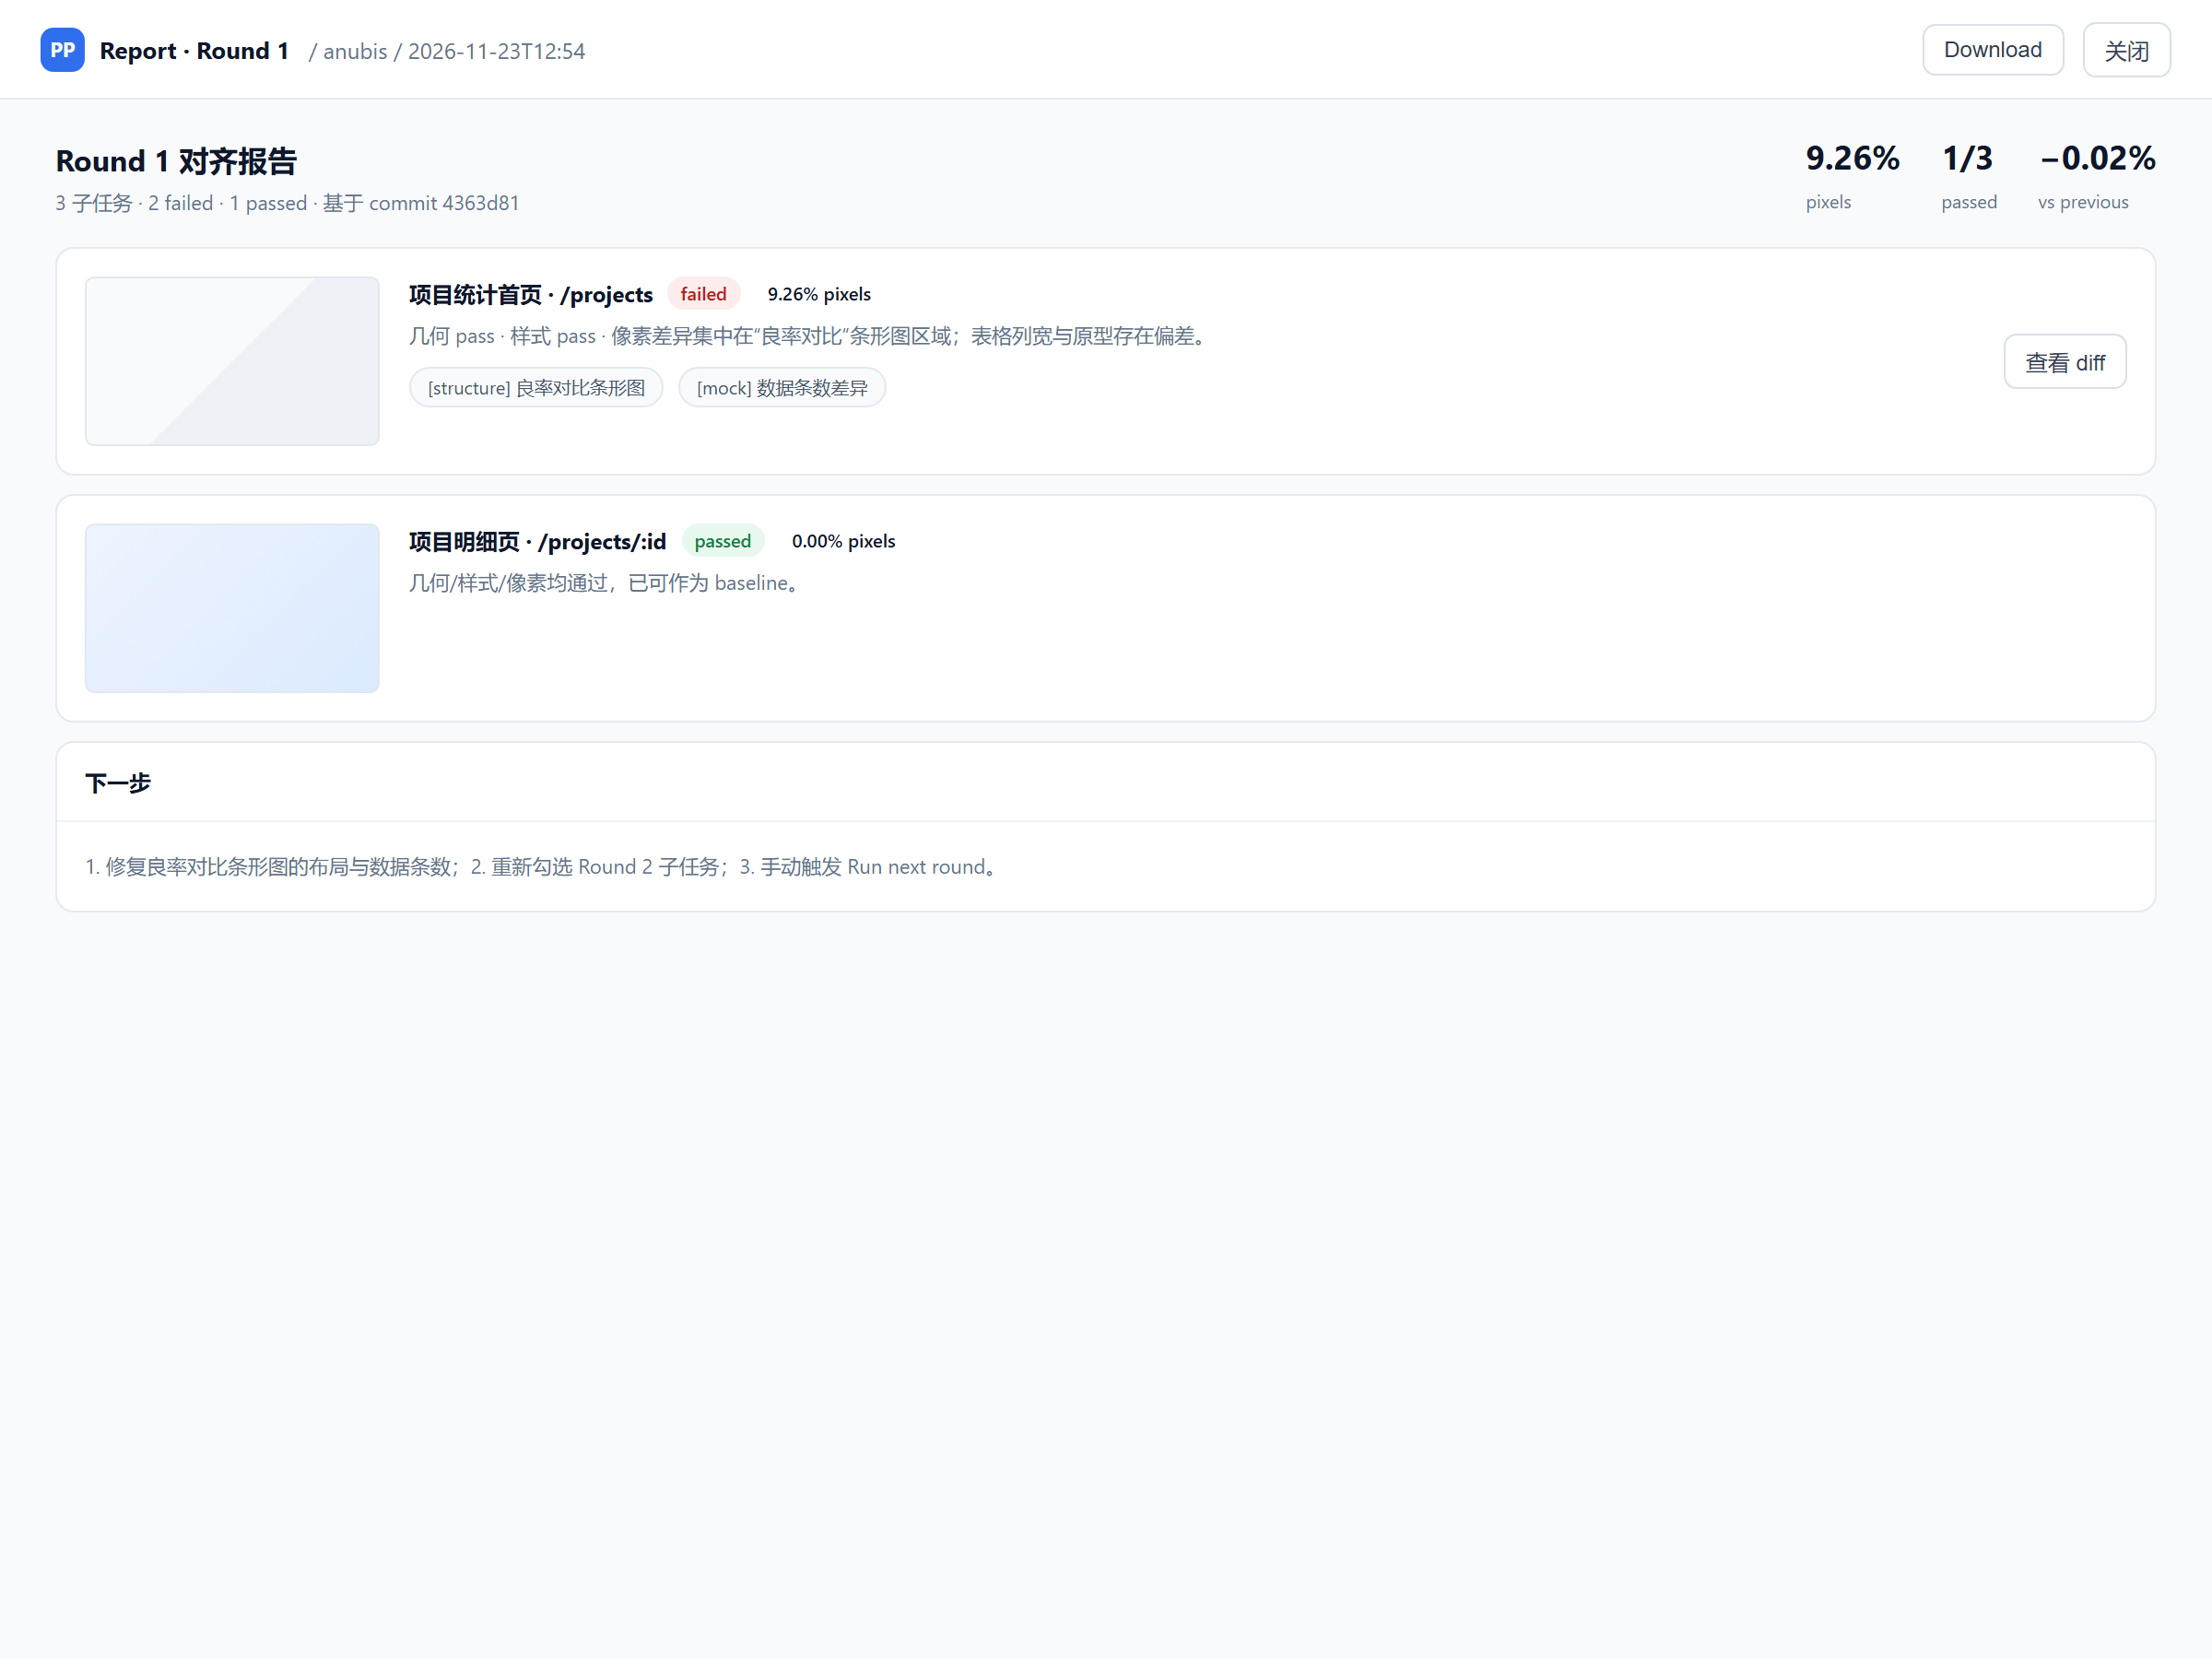 PP Report · Round 1 / anubis / 2026-11-23T12:54 Download 关闭
Round 1 对齐报告
3 子任务 · 2 failed · 1 passed · 基于 commit 4363d81
9.26% 1/3 −0.02%
pixels passed vs previous
项目统计首页 · /projects failed 9.26% pixels
几何 pass · 样式 pass · 像素差异集中在“良率对比”条形图区域；表格列宽与原型存在偏差。
[structure] 良率对比条形图 [mock] 数据条数差异
查看 diff
项目明细页 · /projects/:id passed 0.00% pixels
几何/样式/像素均通过，已可作为 baseline。
下一步
1. 修复良率对比条形图的布局与数据条数；2. 重新勾选 Round 2 子任务；3. 手动触发 Run next round。